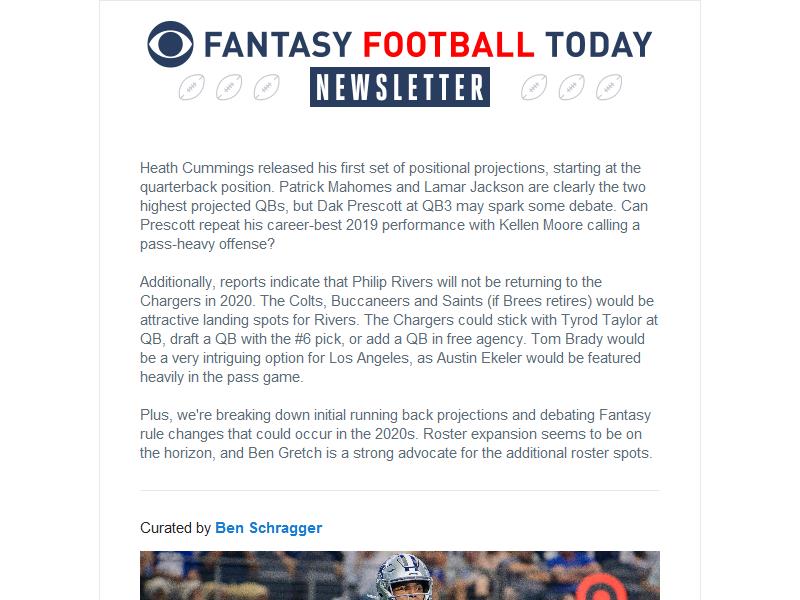 FANTASY FOOTBALL TODAY
NEWSLETTER
Heath Cummings released his first set of positional projections, starting at the
quarterback position. Patrick Mahomes and Lamar Jackson are clearly the two
highest projected QBs, but Dak Prescott at QB3 may spark some debate. Can
Prescott repeat his career-best 2019 performance with Kellen Moore calling a
pass-heavy offense?
Additionally, reports indicate that Philip Rivers will not be returning to the
Chargers in 2020. The Colts, Buccaneers and Saints (if Brees retires) would be
attractive landing spots for Rivers. The Chargers could stick with Tyrod Taylor at
QB, draft a QB with the #6 pick, or add a QB in free agency. Tom Brady would
be a very intriguing option for Los Angeles, as Austin Ekeler would be featured
heavily in the pass game.
Plus, we're breaking down initial running back projections and debating Fantasy
rule changes that could occur in the 2020s. Roster expansion seems to be on
the horizon, and Ben Gretch is a strong advocate for the additional roster spots.
Curated by Ben Schragger